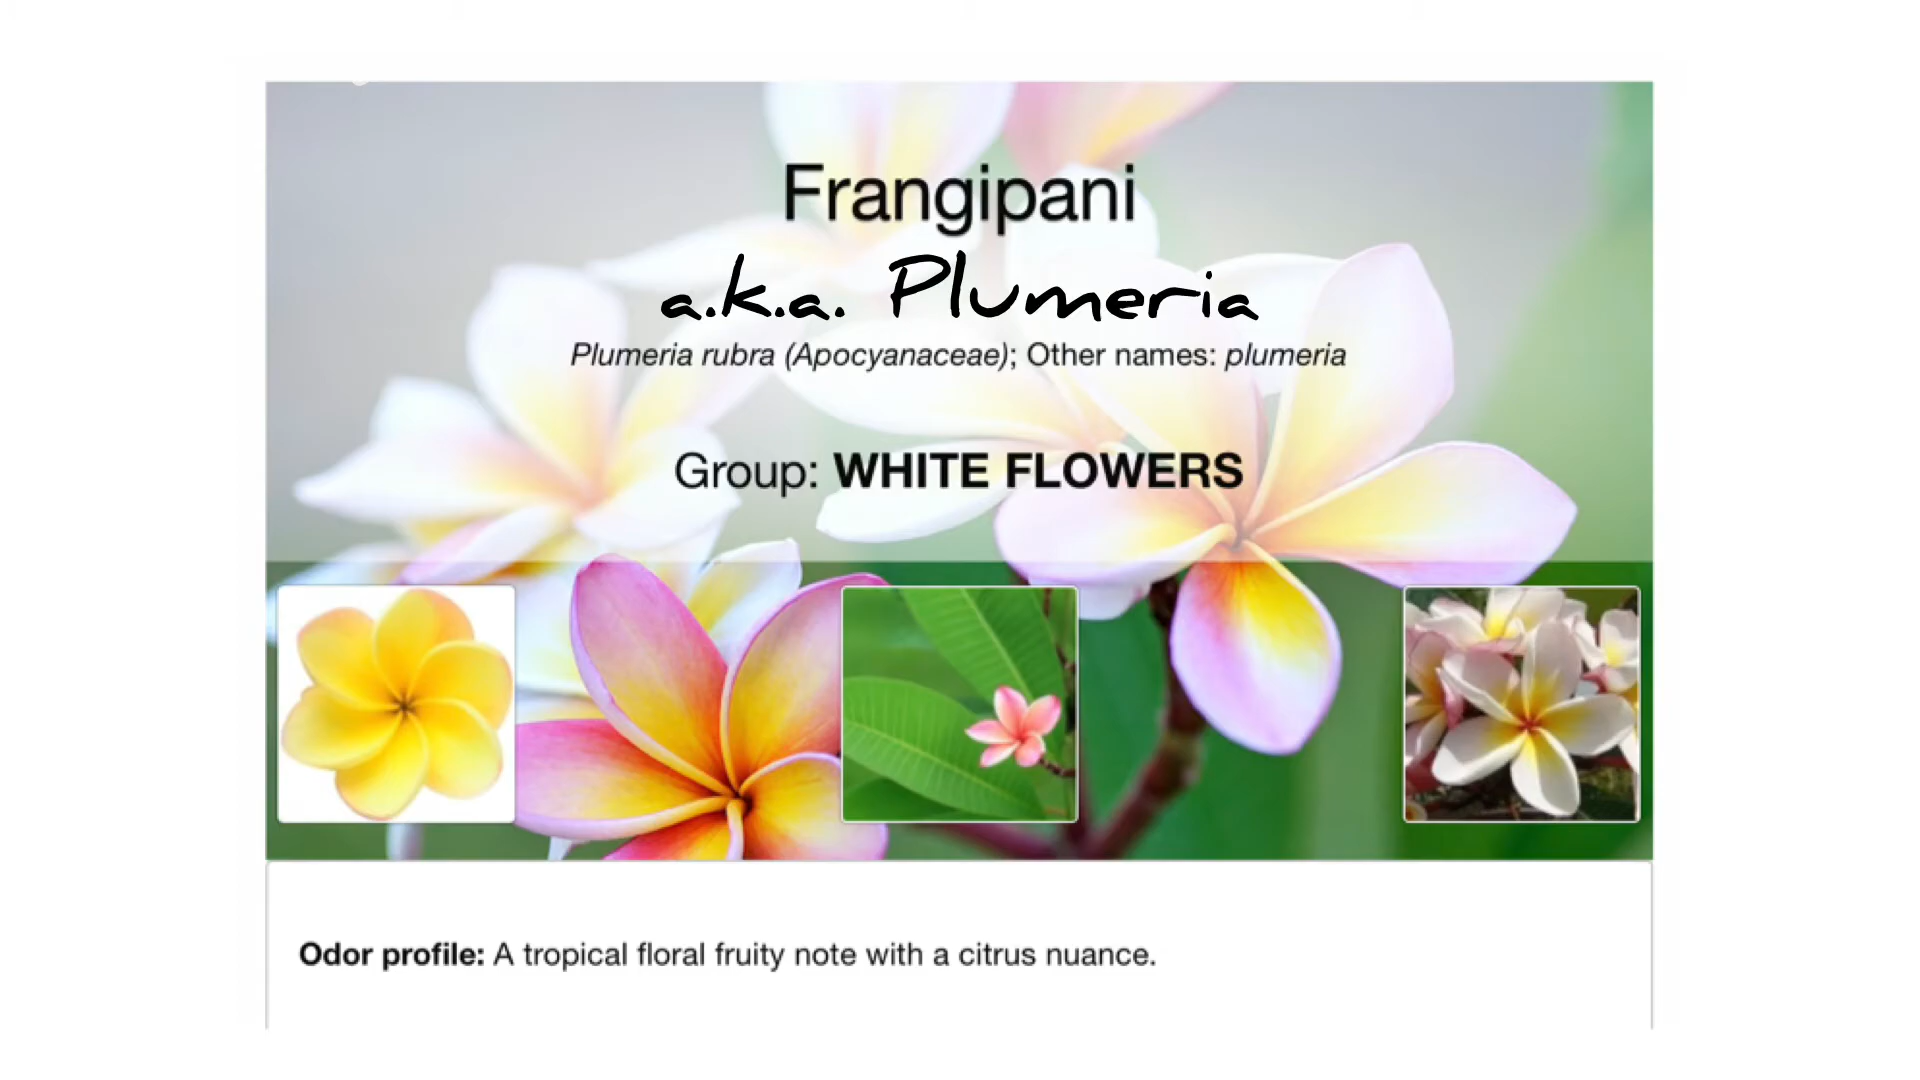 Frangipani
a.k.a. Plumeria
Plumeria rubra (Apocyanaceae); Other names: plumeria
Group: WHITE FLOWERS
Odor profile: A tropical floral fruity note with a citrus nuance.